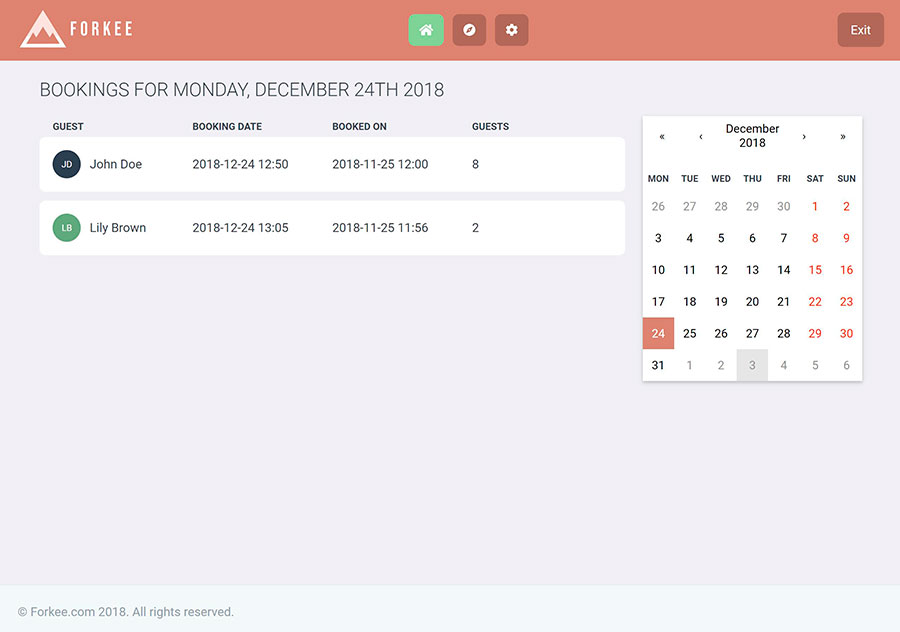 FORKEE
Exit
BOOKINGS FOR MONDAY, DECEMBER 24TH 2018
GUEST BOOKING DATE BOOKED ON GUESTS
JD John Doe 2018-12-24 12:50 2018-11-25 12:00 8
LB Lily Brown 2018-12-24 13:05 2018-11-25 11:56 2
« ‹ December 2018 › »
MON TUE WED THU FRI SAT SUN
26 27 28 29 30 1 2
3 4 5 6 7 8 9
10 11 12 13 14 15 16
17 18 19 20 21 22 23
24 25 26 27 28 29 30
31 1 2 3 4 5 6
© Forkee.com 2018. All rights reserved.